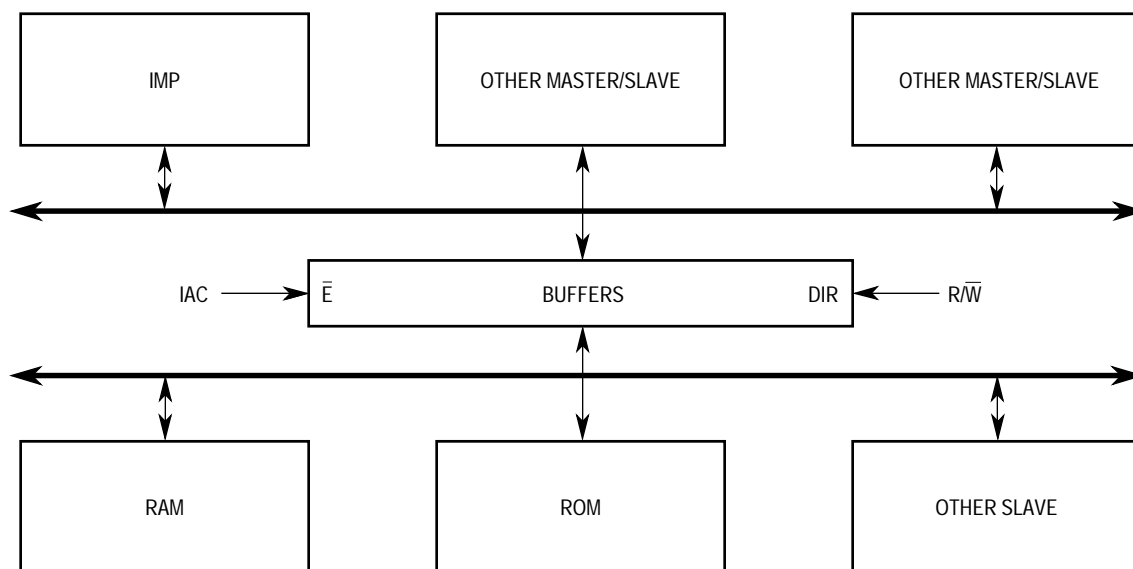 IMP
OTHER MASTER/SLAVE
OTHER MASTER/SLAVE
IAC
E̅
BUFFERS
DIR
R/W̅
RAM
ROM
OTHER SLAVE